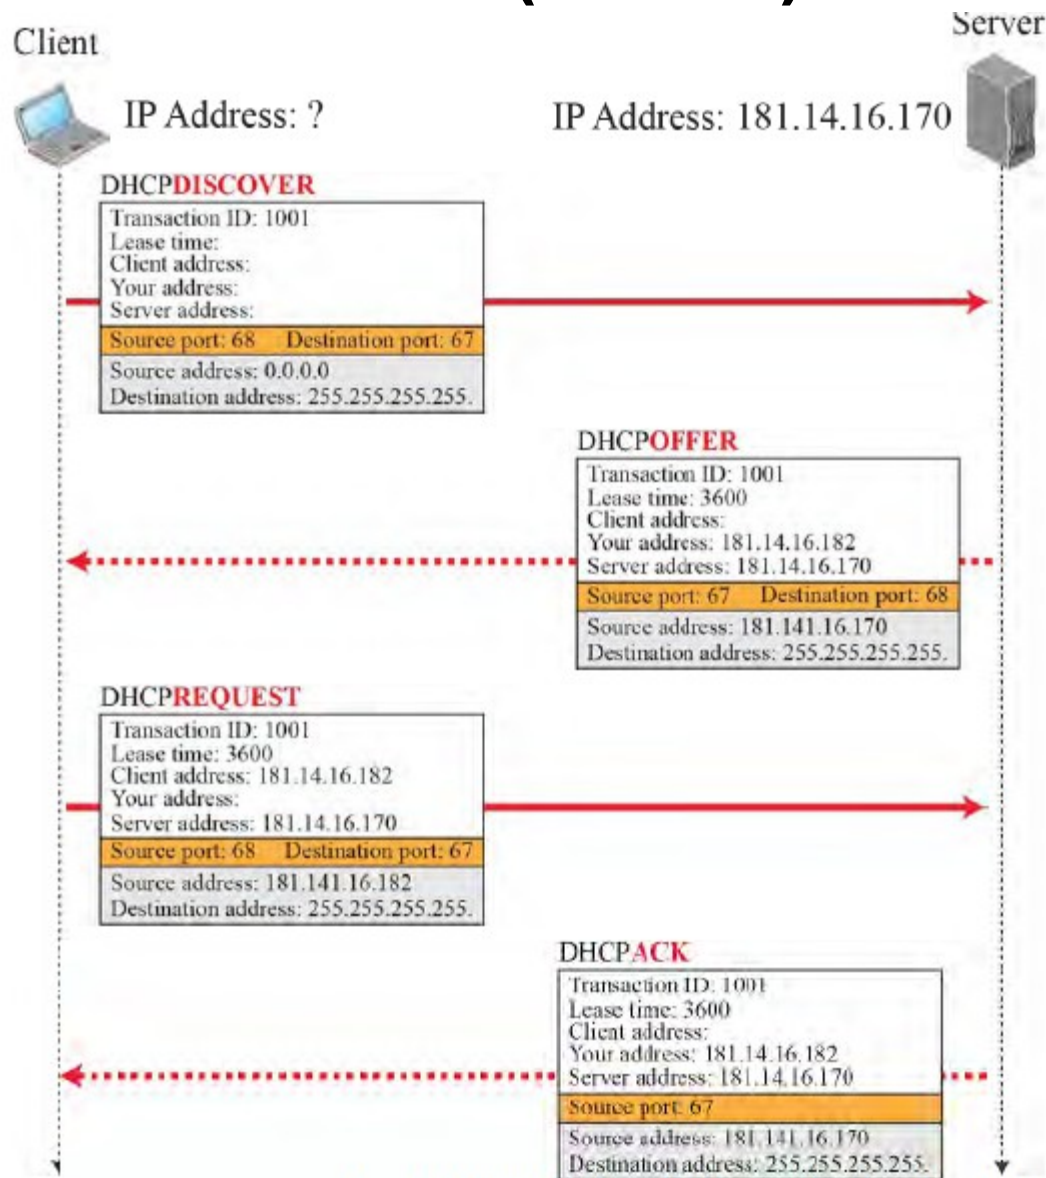 Client
Server
IP Address: ?
IP Address: 181.14.16.170
DHCPDISCOVER
Transaction ID: 1001
Lease time:
Client address:
Your address:
Server address:
Source port: 68 Destination port: 67
Source address: 0.0.0.0
Destination address: 255.255.255.255.
DHCPOFFER
Transaction ID: 1001
Lease time: 3600
Client address:
Your address: 181.14.16.182
Server address: 181.14.16.170
Source port: 67 Destination port: 68
Source address: 181.141.16.170
Destination address: 255.255.255.255.
DHCPREQUEST
Transaction ID: 1001
Lease time: 3600
Client address: 181.14.16.182
Your address:
Server address: 181.14.16.170
Source port: 68 Destination port: 67
Source address: 181.141.16.182
Destination address: 255.255.255.255.
DHCPACK
Transaction ID: 1001
Lease time: 3600
Client address:
Your address: 181.14.16.182
Server address: 181.14.16.170
Source port: 67
Source address: 181.141.16.170
Destination address: 255.255.255.255.